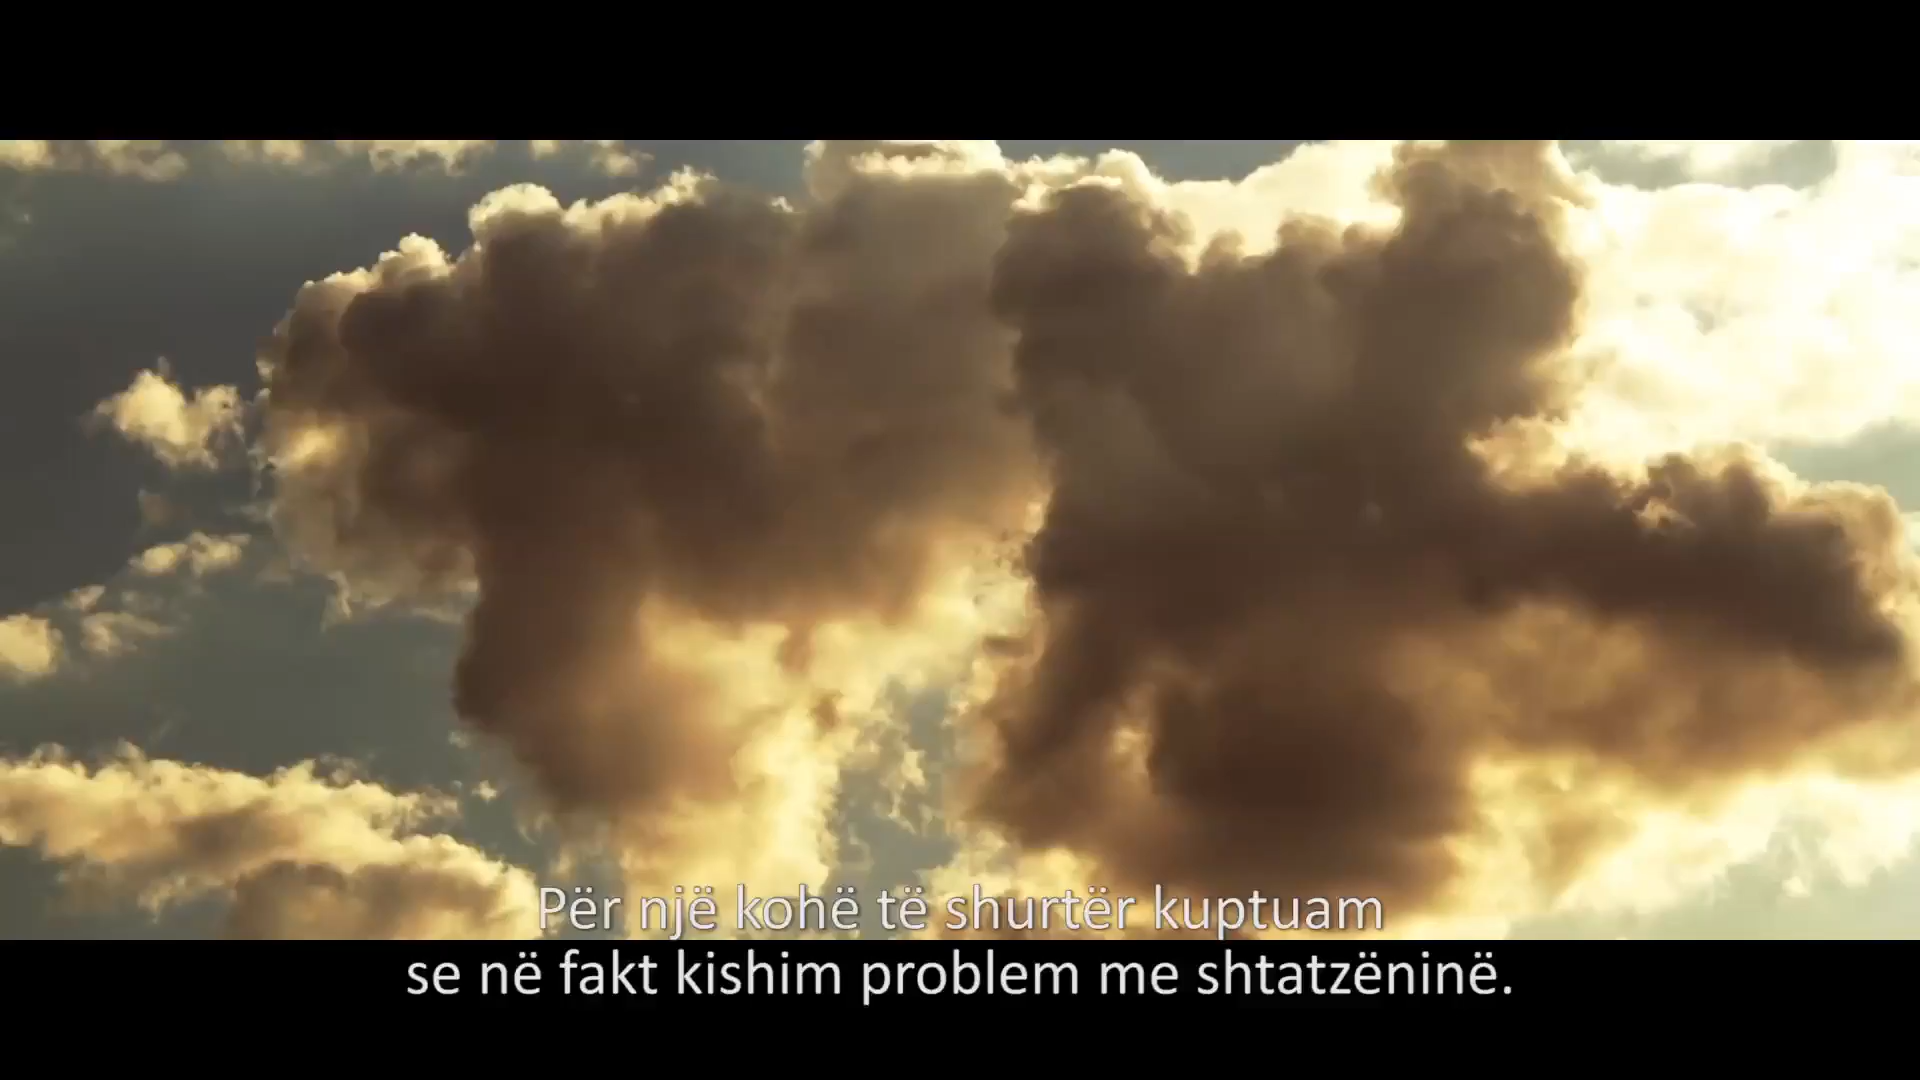 Për një kohë të shurtër kuptuam
se në fakt kishim problem me shtatzëninë.